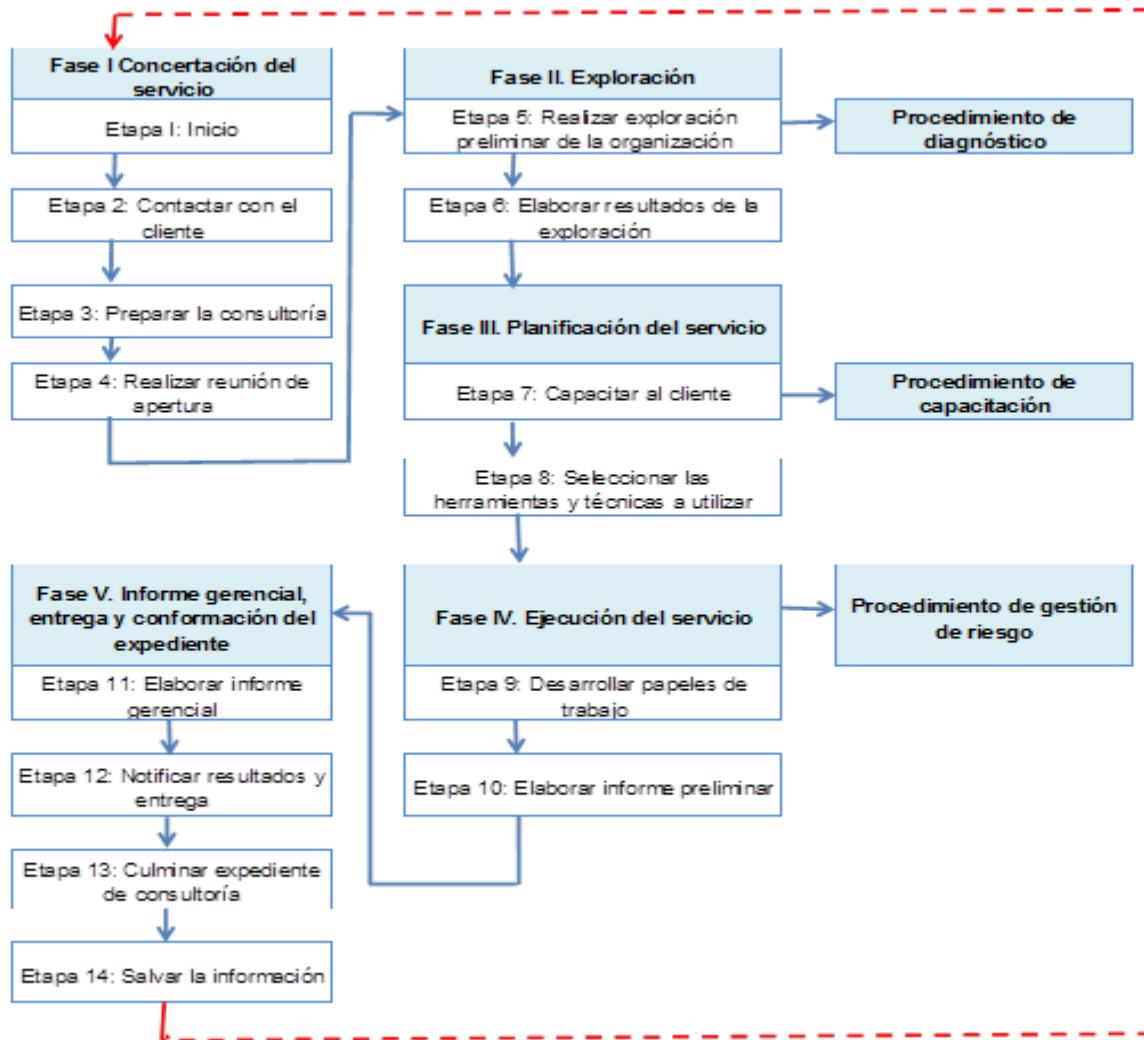 Fase I Concertación del
servicio
Etapa I: Inicio
Etapa 2: Contactar con el
cliente
Etapa 3: Preparar la consultoría
Etapa 4: Realizar reunión de
apertura
Fase II. Exploración
Etapa 5: Realizar exploración
preliminar de la organización
Procedimiento de
diagnóstico
Etapa 6: Elaborar resultados de la
exploración
Fase III. Planificación del servicio
Etapa 7: Capacitar al cliente
Procedimiento de
capacitación
Etapa 8: Seleccionar las
herramientas y técnicas a utilizar
Fase IV. Ejecución del servicio
Procedimiento de gestión
de riesgo
Etapa 9: Desarrollar papeles de
trabajo
Etapa 10: Elaborar informe preliminar
Fase V. Informe gerencial,
entrega y conformación del
expediente
Etapa 11: Elaborar informe
gerencial
Etapa 12: Notificar resultados y
entrega
Etapa 13: Culminar expediente
de consultoría
Etapa 14: Salvar la información